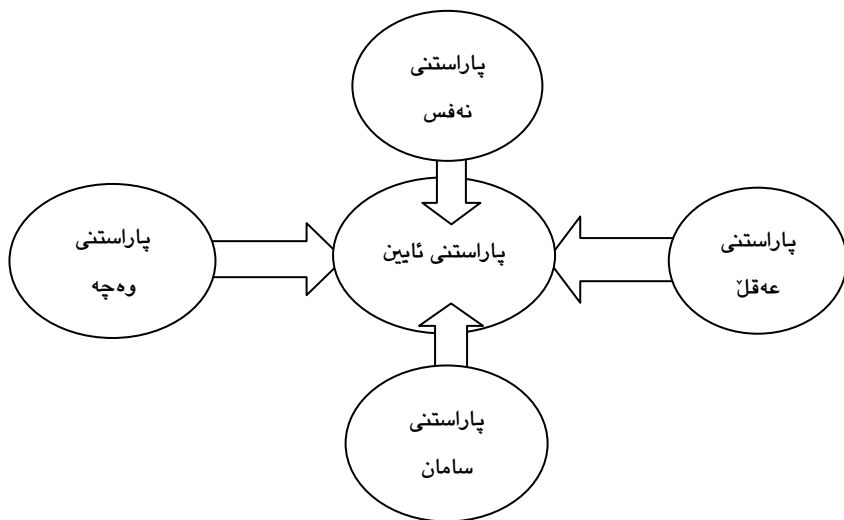 پاراستنی
نەفس
پاراستنی
عەقڵ
پاراستنی ئایین
پاراستنی
وەچە
پاراستنی
سامان